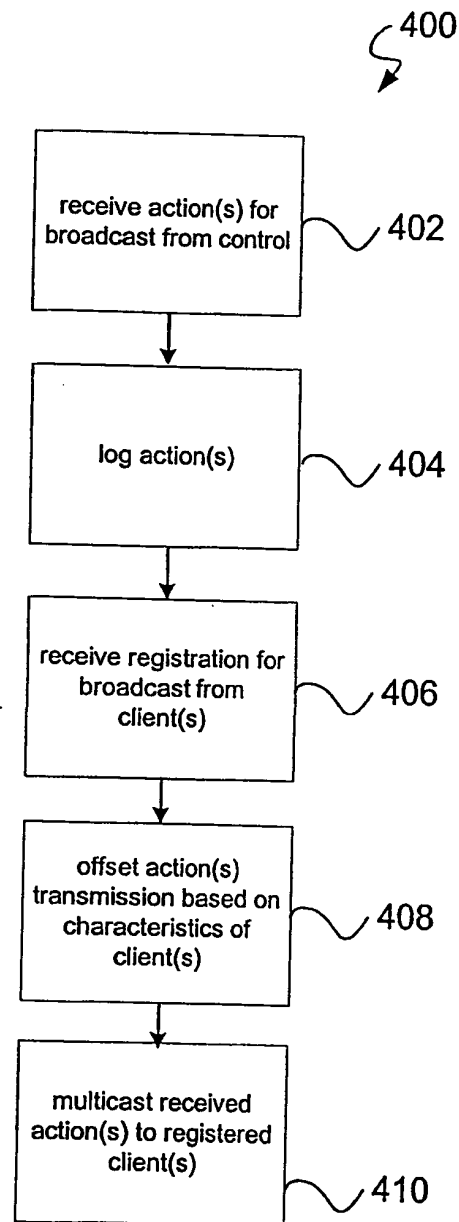 400
receive action(s) for
broadcast from control
402
log action(s)
404
receive registration for
broadcast from
client(s)
406
offset action(s)
transmission based on
characteristics of
client(s)
408
multicast received
action(s) to registered
client(s)
410